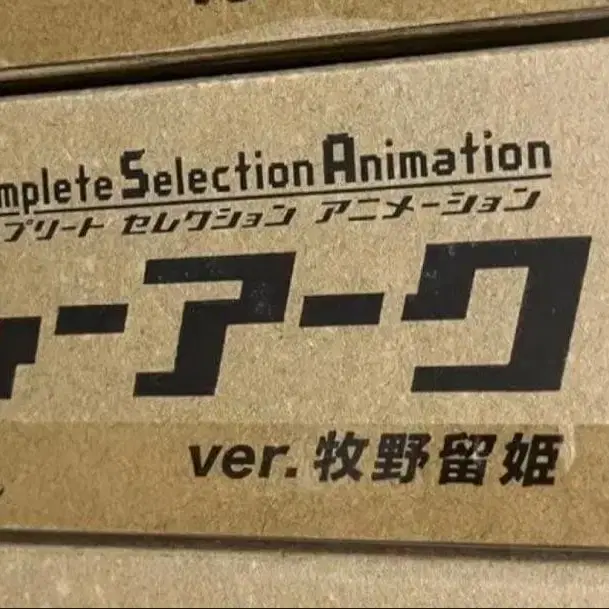 mplete Selection Animation
プリート セレクション アニメーション
ーアーク
ver.牧野留姫